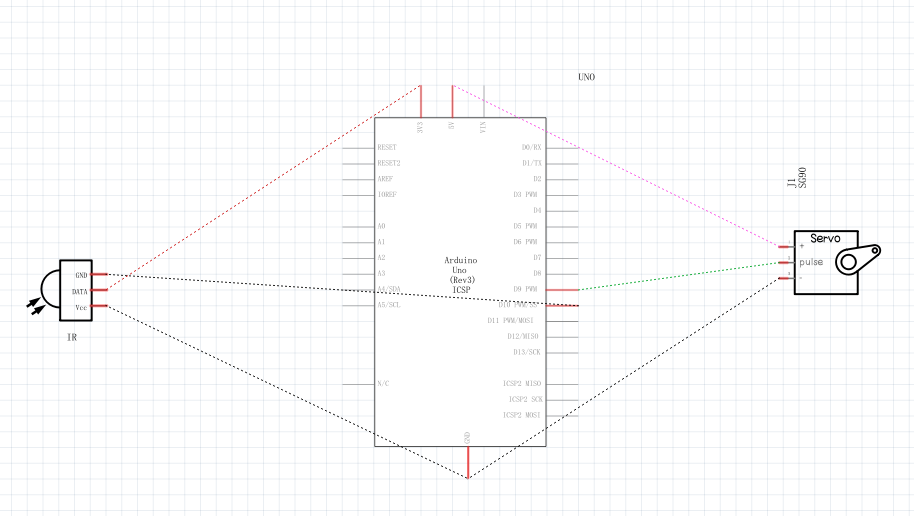 UNO
3V3
5V
VIN
RESET
RESET2
AREF
IOREF
A0
A1
A2
A3
A4/SDA
A5/SCL
N/C
D0/RX
D1/TX
D2
D3 PWM
D4
D5 PWM
D6 PWM
D7
D8
D9 PWM
D10 PWM/SS
D11 PWM/MOSI
D12/MISO
D13/SCK
ICSP2 MISO
ICSP2 SCK
ICSP2 MOSI
Arduino
Uno
(Rev3)
ICSP
GND
GND
DATA
Vcc
IR
J1
SG90
Servo
+
pulse
-